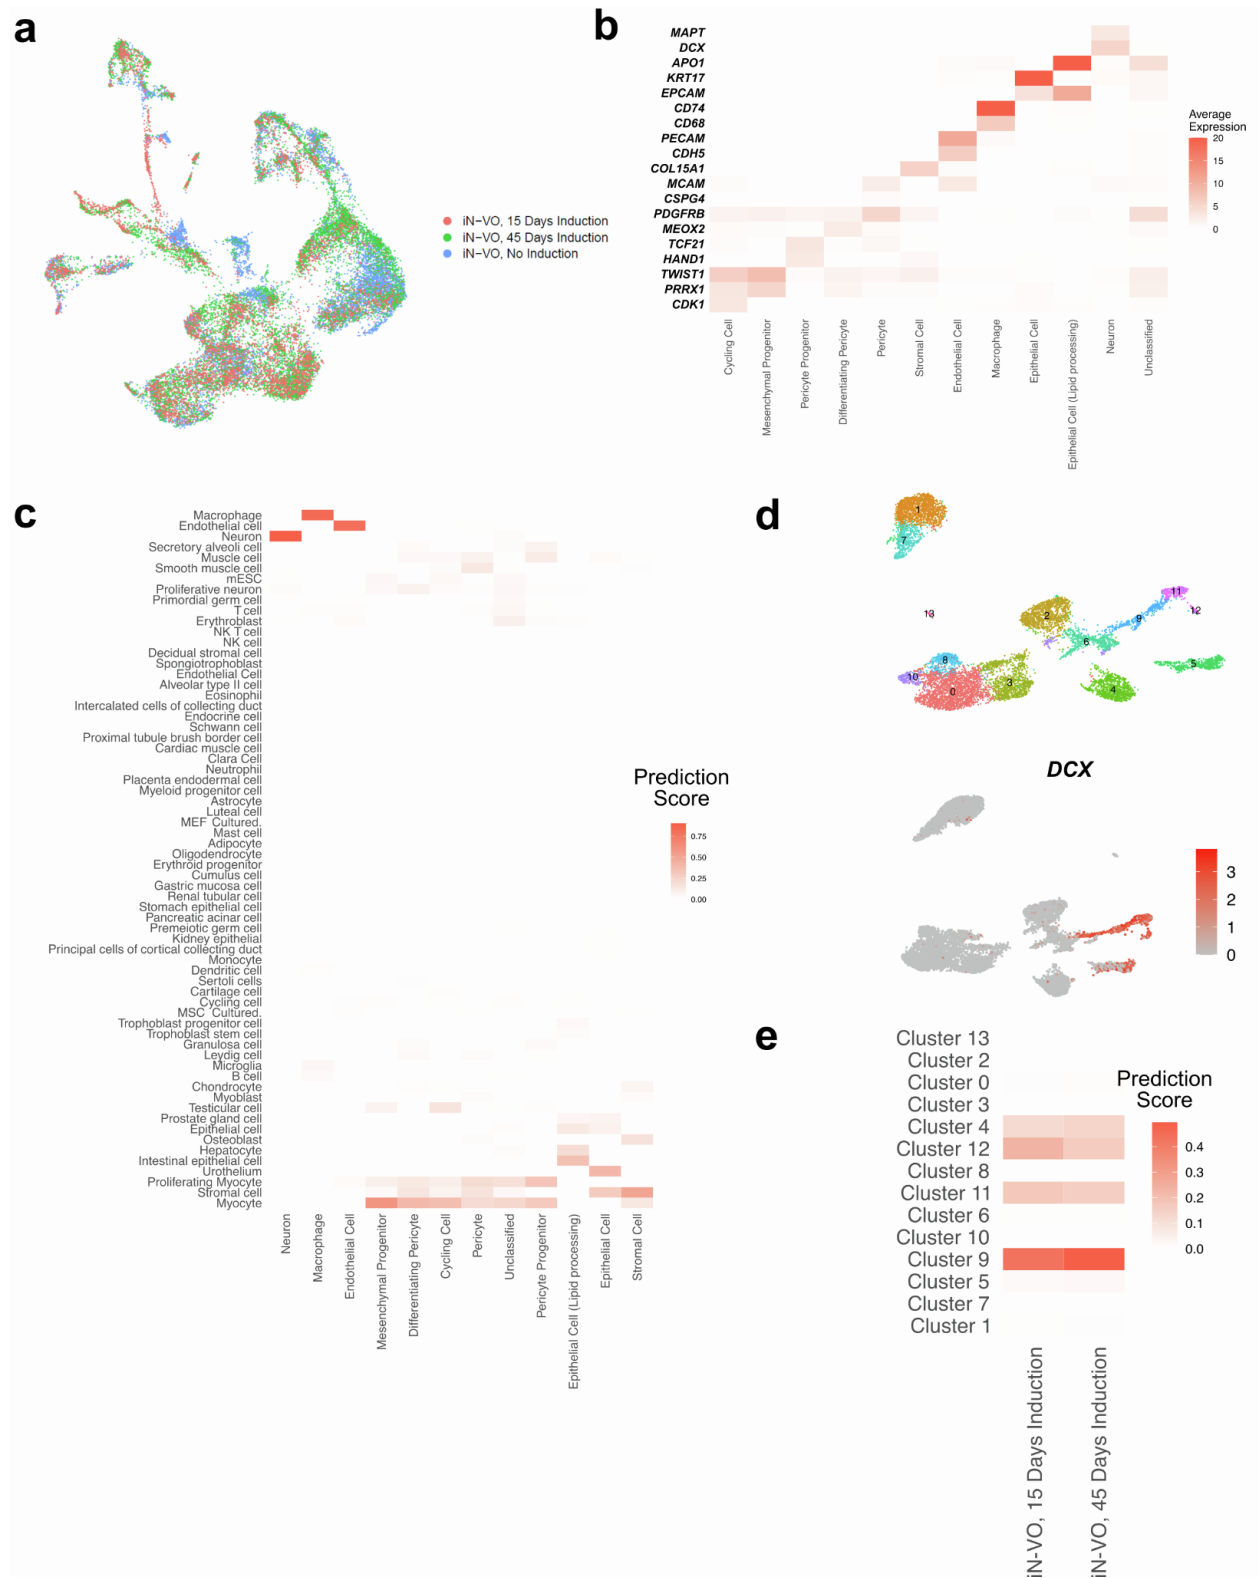 a
iN−VO, 15 Days Induction
iN−VO, 45 Days Induction
iN−VO, No Induction
b
MAPT
DCX
APO1
KRT17
EPCAM
CD74
CD68
PECAM
CDH5
COL15A1
MCAM
CSPG4
PDGFRB
MEOX2
TCF21
HAND1
TWIST1
PRRX1
CDK1
Cycling Cell
Mesenchymal Progenitor
Pericyte Progenitor
Differentiating Pericyte
Pericyte
Stromal Cell
Endothelial Cell
Macrophage
Epithelial Cell
Epithelial Cell (Lipid processing)
Neuron
Unclassified
Average
Expression
20
15
10
5
0
c
Macrophage
Endothelial cell
Neuron
Secretory alveoli cell
Muscle cell
Smooth muscle cell
mESC
Proliferative neuron
Primordial germ cell
T cell
Erythroblast
NK T cell
NK cell
Decidual stromal cell
Spongiotrophoblast
Endothelial Cell
Alveolar type II cell
Eosinophil
Intercalated cells of collecting duct
Endocrine cell
Schwann cell
Proximal tubule brush border cell
Cardiac muscle cell
Clara Cell
Neutrophil
Placenta endodermal cell
Myeloid progenitor cell
Astrocyte
Luteal cell
MEF Cultured.
Mast cell
Adipocyte
Oligodendrocyte
Erythroid progenitor
Cumulus cell
Gastric mucosa cell
Renal tubular cell
Stomach epithelial cell
Pancreatic acinar cell
Premeiotic germ cell
Kidney epithelial
Principal cells of cortical collecting duct
Monocyte
Dendritic cell
Sertoli cells
Cartilage cell
Cycling cell
MSC Cultured.
Trophoblast progenitor cell
Trophoblast stem cell
Granulosa cell
Leydig cell
Microglia
B cell
Chondrocyte
Myoblast
Testicular cell
Prostate gland cell
Epithelial cell
Osteoblast
Hepatocyte
Intestinal epithelial cell
Urothelium
Proliferating Myocyte
Stromal cell
Myocyte
Neuron
Macrophage
Endothelial Cell
Mesenchymal Progenitor
Differentiating Pericyte
Cycling Cell
Pericyte
Unclassified
Pericyte Progenitor
Epithelial Cell (Lipid processing)
Epithelial Cell
Stromal Cell
Prediction
Score
0.75
0.50
0.25
0.00
d
1
7
11
12
13
2
9
6
8
5
10
3
4
0
DCX
3
2
1
0
e
Cluster 13
Cluster 2
Cluster 0
Cluster 3
Cluster 4
Cluster 12
Cluster 8
Cluster 11
Cluster 6
Cluster 10
Cluster 9
Cluster 5
Cluster 7
Cluster 1
iN-VO, 15 Days Induction
iN-VO, 45 Days Induction
Prediction
Score
0.4
0.3
0.2
0.1
0.0